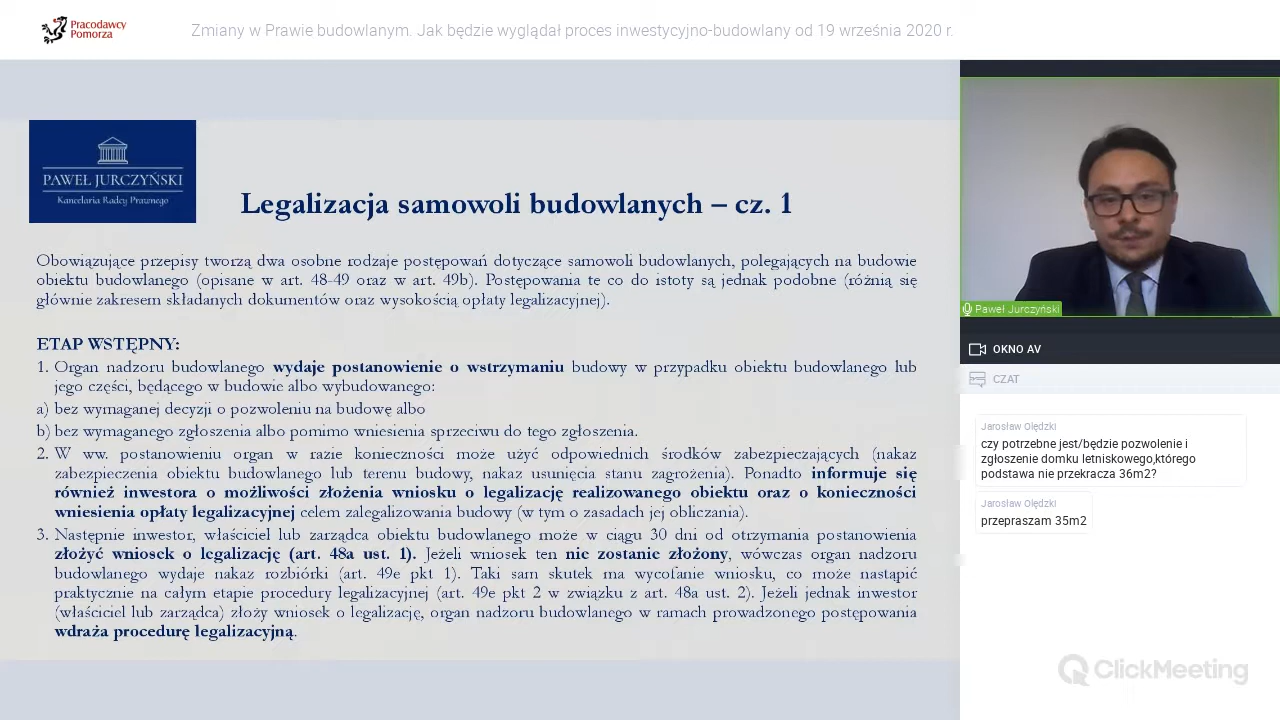 Pracodawcy
Pomorza
Zmiany w Prawie budowlanym. Jak będzie wyglądał proces inwestycyjno-budowlany od 19 września 2020 r.
PAWEŁ JURCZYŃSKI
Kancelaria Radcy Prawnego
Legalizacja samowoli budowlanych – cz. 1
Obowiązujące przepisy tworzą dwa osobne rodzaje postępowań dotyczące samowoli budowlanych, polegających na budowie
obiektu budowlanego (opisane w art. 48-49 oraz w art. 49b). Postępowania te co do istoty są jednak podobne (różnią się
głównie zakresem składanych dokumentów oraz wysokością opłaty legalizacyjnej).
ETAP WSTĘPNY:
1. Organ nadzoru budowlanego wydaje postanowienie o wstrzymaniu budowy w przypadku obiektu budowlanego lub
jego części, będącego w budowie albo wybudowanego:
a) bez wymaganej decyzji o pozwoleniu na budowę albo
b) bez wymaganego zgłoszenia albo pomimo wniesienia sprzeciwu do tego zgłoszenia.
2. W ww. postanowieniu organ w razie konieczności może użyć odpowiednich środków zabezpieczających (nakaz
zabezpieczenia obiektu budowlanego lub terenu budowy, nakaz usunięcia stanu zagrożenia). Ponadto informuje się
również inwestora o możliwości złożenia wniosku o legalizację realizowanego obiektu oraz o konieczności
wniesienia opłaty legalizacyjnej celem zalegalizowania budowy (w tym o zasadach jej obliczania).
3. Następnie inwestor, właściciel lub zarządca obiektu budowlanego może w ciągu 30 dni od otrzymania postanowienia
złożyć wniosek o legalizację (art. 48a ust. 1). Jeżeli wniosek ten nie zostanie złożony, wówczas organ nadzoru
budowlanego wydaje nakaz rozbiórki (art. 49e pkt 1). Taki sam skutek ma wycofanie wniosku, co może nastąpić
praktycznie na całym etapie procedury legalizacyjnej (art. 49e pkt 2 w związku z art. 48a ust. 2). Jeżeli jednak inwestor
(właściciel lub zarządca) złoży wniosek o legalizację, organ nadzoru budowlanego w ramach prowadzonego postępowania
wdraża procedurę legalizacyjną.
Paweł Jurczyński
OKNO AV
CZAT
Jarosław Olędzki
czy potrzebne jest/będzie pozwolenie i
zgłoszenie domku letniskowego,którego
podstawa nie przekracza 36m2?
Jarosław Olędzki
przepraszam 35m2
ClickMeeting